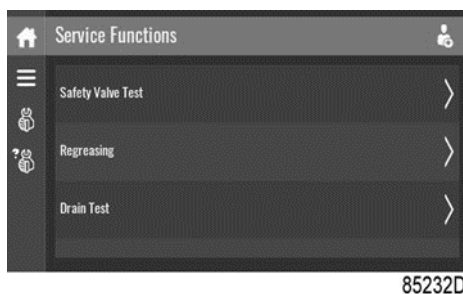 Service Functions
Safety Valve Test
?
Regreasing
Drain Test
85232D